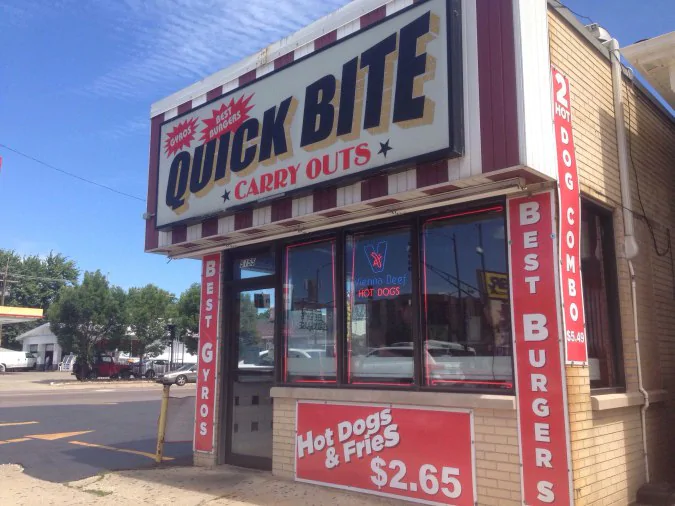 GYROS
BEST
BURGERS
QUICK BITE
CARRY OUTS
2
HOT
DOG COMBO
$5.49
BEST GYROS
BEST BURGERS
Vienna Beef
HOT DOGS
Hot Dogs
& Fries
$2.65